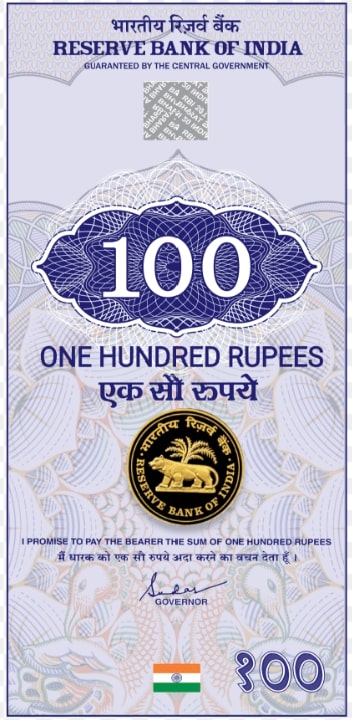 भारतीय रिज़र्व बैंक
RESERVE BANK OF INDIA
GUARANTEED BY THE CENTRAL GOVERNMENT
100
ONE HUNDRED RUPEES
एक सौ रुपये
भारतीय रिज़र्व बैंक
RESERVE BANK OF INDIA
I PROMISE TO PAY THE BEARER THE SUM OF ONE HUNDRED RUPEES
मैं धारक को एक सौ रुपये अदा करने का वचन देता हूँ ।
GOVERNOR
१००